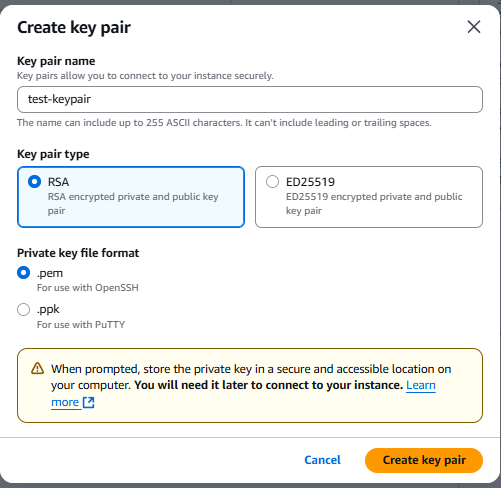 Create key pair
Key pair name
Key pairs allow you to connect to your instance securely.
test-keypair
The name can include up to 255 ASCII characters. It can't include leading or trailing spaces.
Key pair type
RSA
RSA encrypted private and public key
pair
ED25519
ED25519 encrypted private and public
key pair
Private key file format
.pem
For use with OpenSSH
.ppk
For use with PuTTY
When prompted, store the private key in a secure and accessible location on
your computer. You will need it later to connect to your instance. Learn
more
Cancel
Create key pair